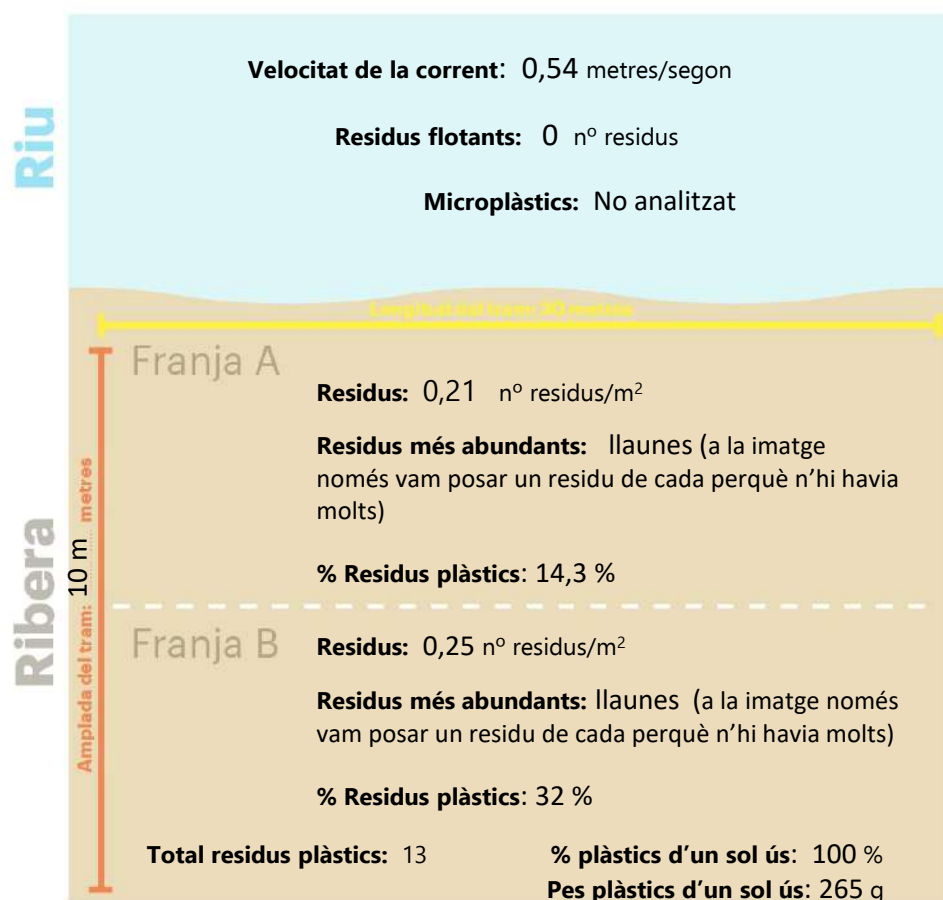 Riu
Velocitat de la corrent: 0,54 metres/segon
Residus flotants: 0 nº residus
Microplàstics: No analitzat
Longitud del tram: 20 metres
Ribera
Amplada del tram: 10 m metres
Franja A
Residus: 0,21 nº residus/m²
Residus més abundants: llaunes (a la imatge
només vam posar un residu de cada perquè n’hi havia
molts)
% Residus plàstics: 14,3 %
Franja B
Residus: 0,25 nº residus/m²
Residus més abundants: llaunes (a la imatge només
vam posar un residu de cada perquè n’hi havia molts)
% Residus plàstics: 32 %
Total residus plàstics: 13
% plàstics d’un sol ús: 100 %
Pes plàstics d’un sol ús: 265 g